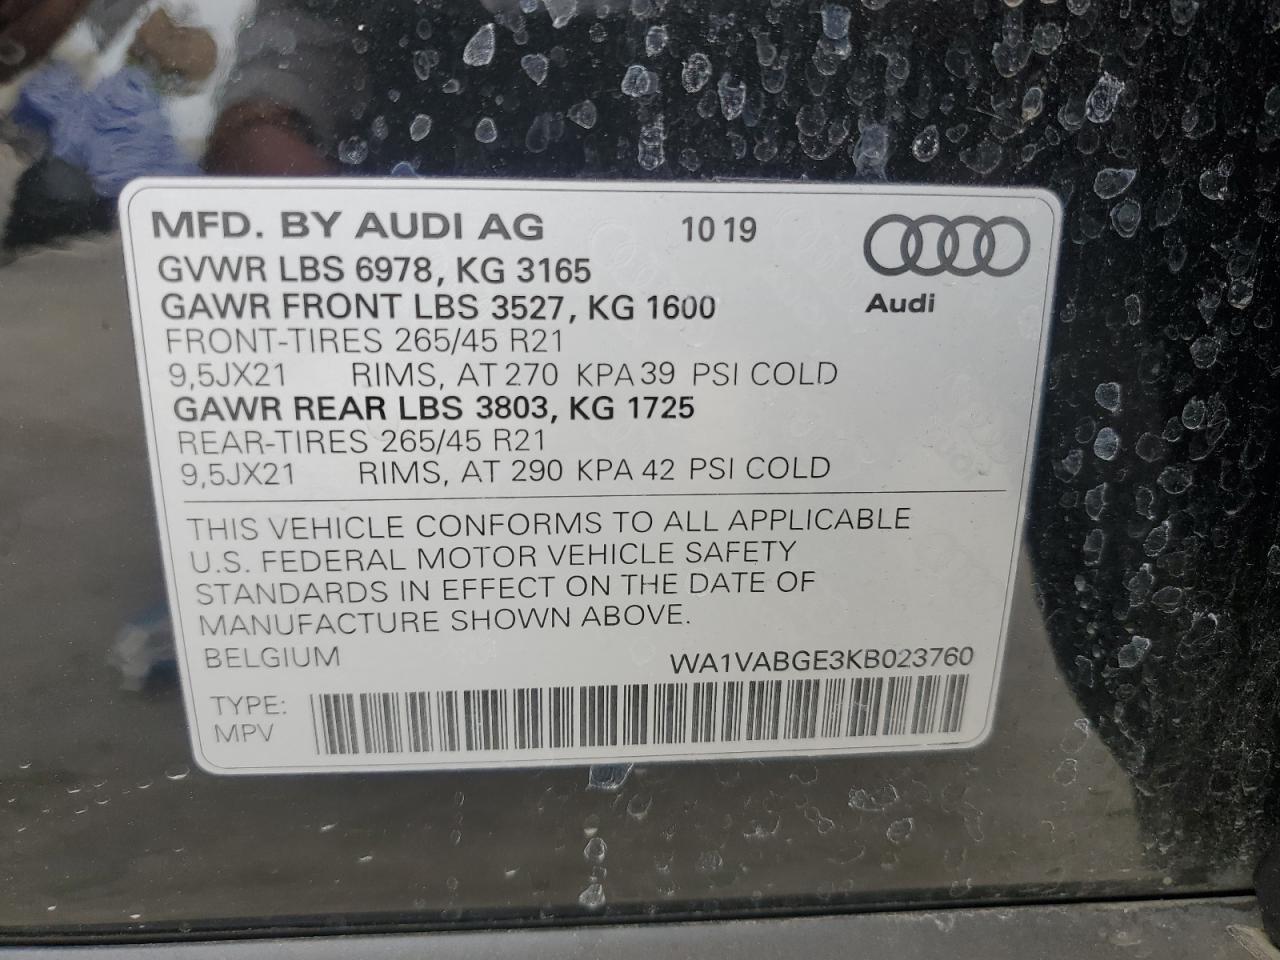 MFD. BY AUDI AG 10 19
GVWR LBS 6978, KG 3165
GAWR FRONT LBS 3527, KG 1600
Audi
FRONT-TIRES 265/45 R21
9,5JX21 RIMS, AT 270 KPA 39 PSI COLD
GAWR REAR LBS 3803, KG 1725
REAR-TIRES 265/45 R21
9,5JX21 RIMS, AT 290 KPA 42 PSI COLD
THIS VEHICLE CONFORMS TO ALL APPLICABLE
U.S. FEDERAL MOTOR VEHICLE SAFETY
STANDARDS IN EFFECT ON THE DATE OF
MANUFACTURE SHOWN ABOVE.
BELGIUM WA1VABGE3KB023760
TYPE:
MPV